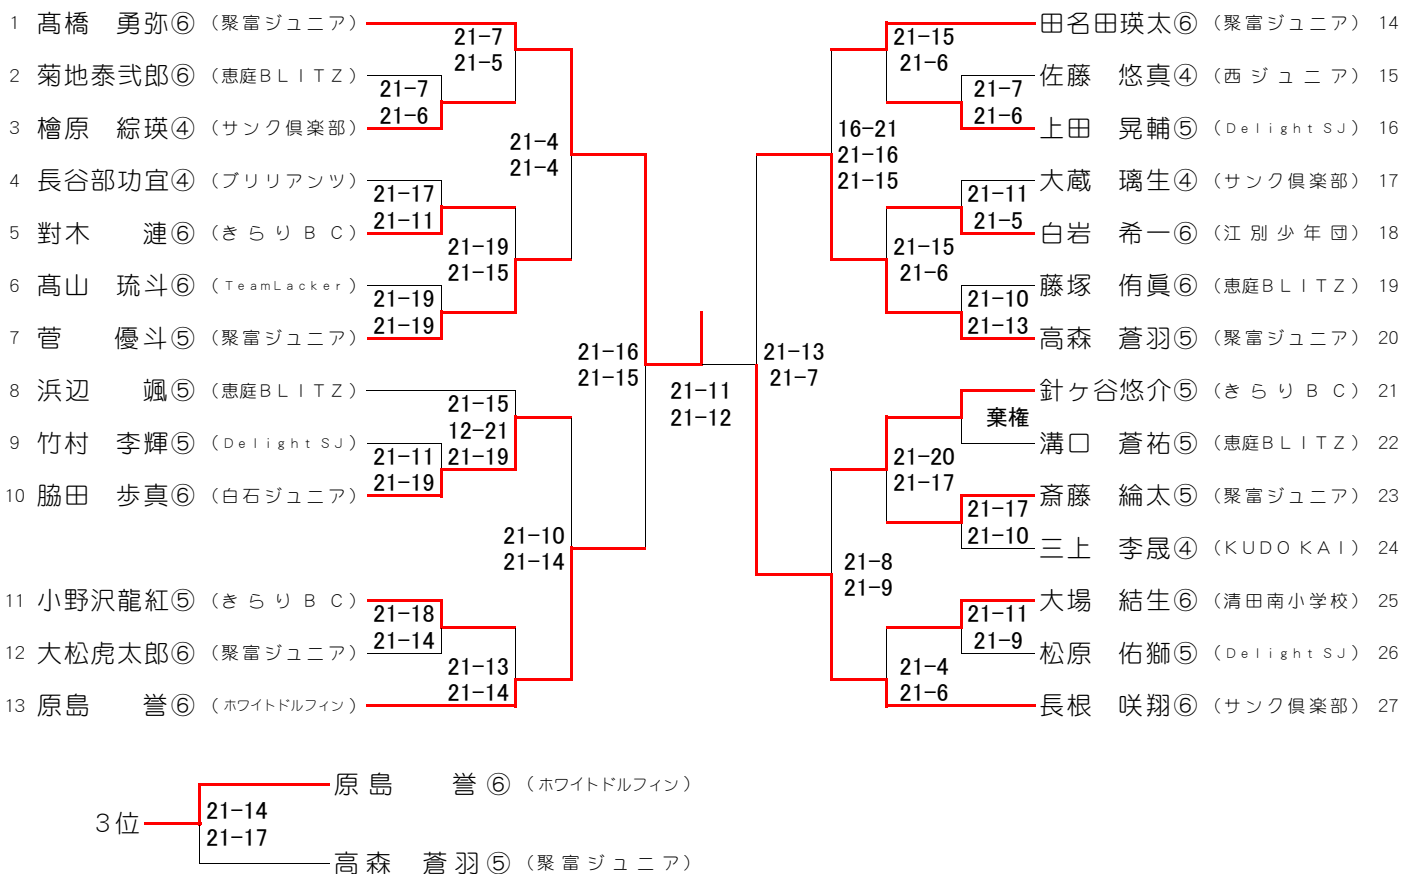 1 髙橋 勇弥⑥ (聚富ジュニア)
2 菊地泰弐郎⑥ (恵庭BLITZ)
3 檜原 綜瑛④ (サンク倶楽部)
4 長谷部功宜④ (ブリリアンツ)
5 對木 漣⑥ (きらりBC)
6 髙山 琉斗⑥ (TeamLacker)
7 菅 優斗⑤ (聚富ジュニア)
8 浜辺 颯⑤ (恵庭BLITZ)
9 竹村 李輝⑤ (DelightSJ)
10 脇田 歩真⑥ (白石ジュニア)
11 小野沢龍紅⑤ (きらりBC)
12 大松虎太郎⑥ (聚富ジュニア)
13 原島 誉⑥ (ホワイトドルフィン)
21-7
21-5
21-7
21-6
21-4
21-4
21-17
21-11
21-19
21-15
21-19
21-19
21-16
21-15
21-15
12-21
21-19
21-11
21-19
21-10
21-14
21-18
21-14
21-13
21-14
21-11
21-12
21-13
21-7
21-15
21-6
21-7
21-6
16-21
21-16
21-15
21-11
21-5
21-15
21-6
21-10
21-13
棄権
21-20
21-17
21-17
21-10
21-8
21-9
21-11
21-9
21-4
21-6
田名田瑛太⑥ (聚富ジュニア) 14
佐藤 悠真④ (西ジュニア) 15
上田 晃輔⑤ (DelightSJ) 16
大蔵 璃生④ (サンク倶楽部) 17
白岩 希一⑥ (江別少年団) 18
藤塚 侑眞⑥ (恵庭BLITZ) 19
高森 蒼羽⑤ (聚富ジュニア) 20
針ヶ谷悠介⑤ (きらりBC) 21
溝口 蒼祐⑤ (恵庭BLITZ) 22
斎藤 綸太⑤ (聚富ジュニア) 23
三上 李晟④ (KUDOKAI) 24
大場 結生⑥ (清田南小学校) 25
松原 佑獅⑤ (DelightSJ) 26
長根 咲翔⑥ (サンク倶楽部) 27
原島 誉⑥ (ホワイトドルフィン)
3位
21-14
21-17
高森 蒼羽⑤ (聚富ジュニア)